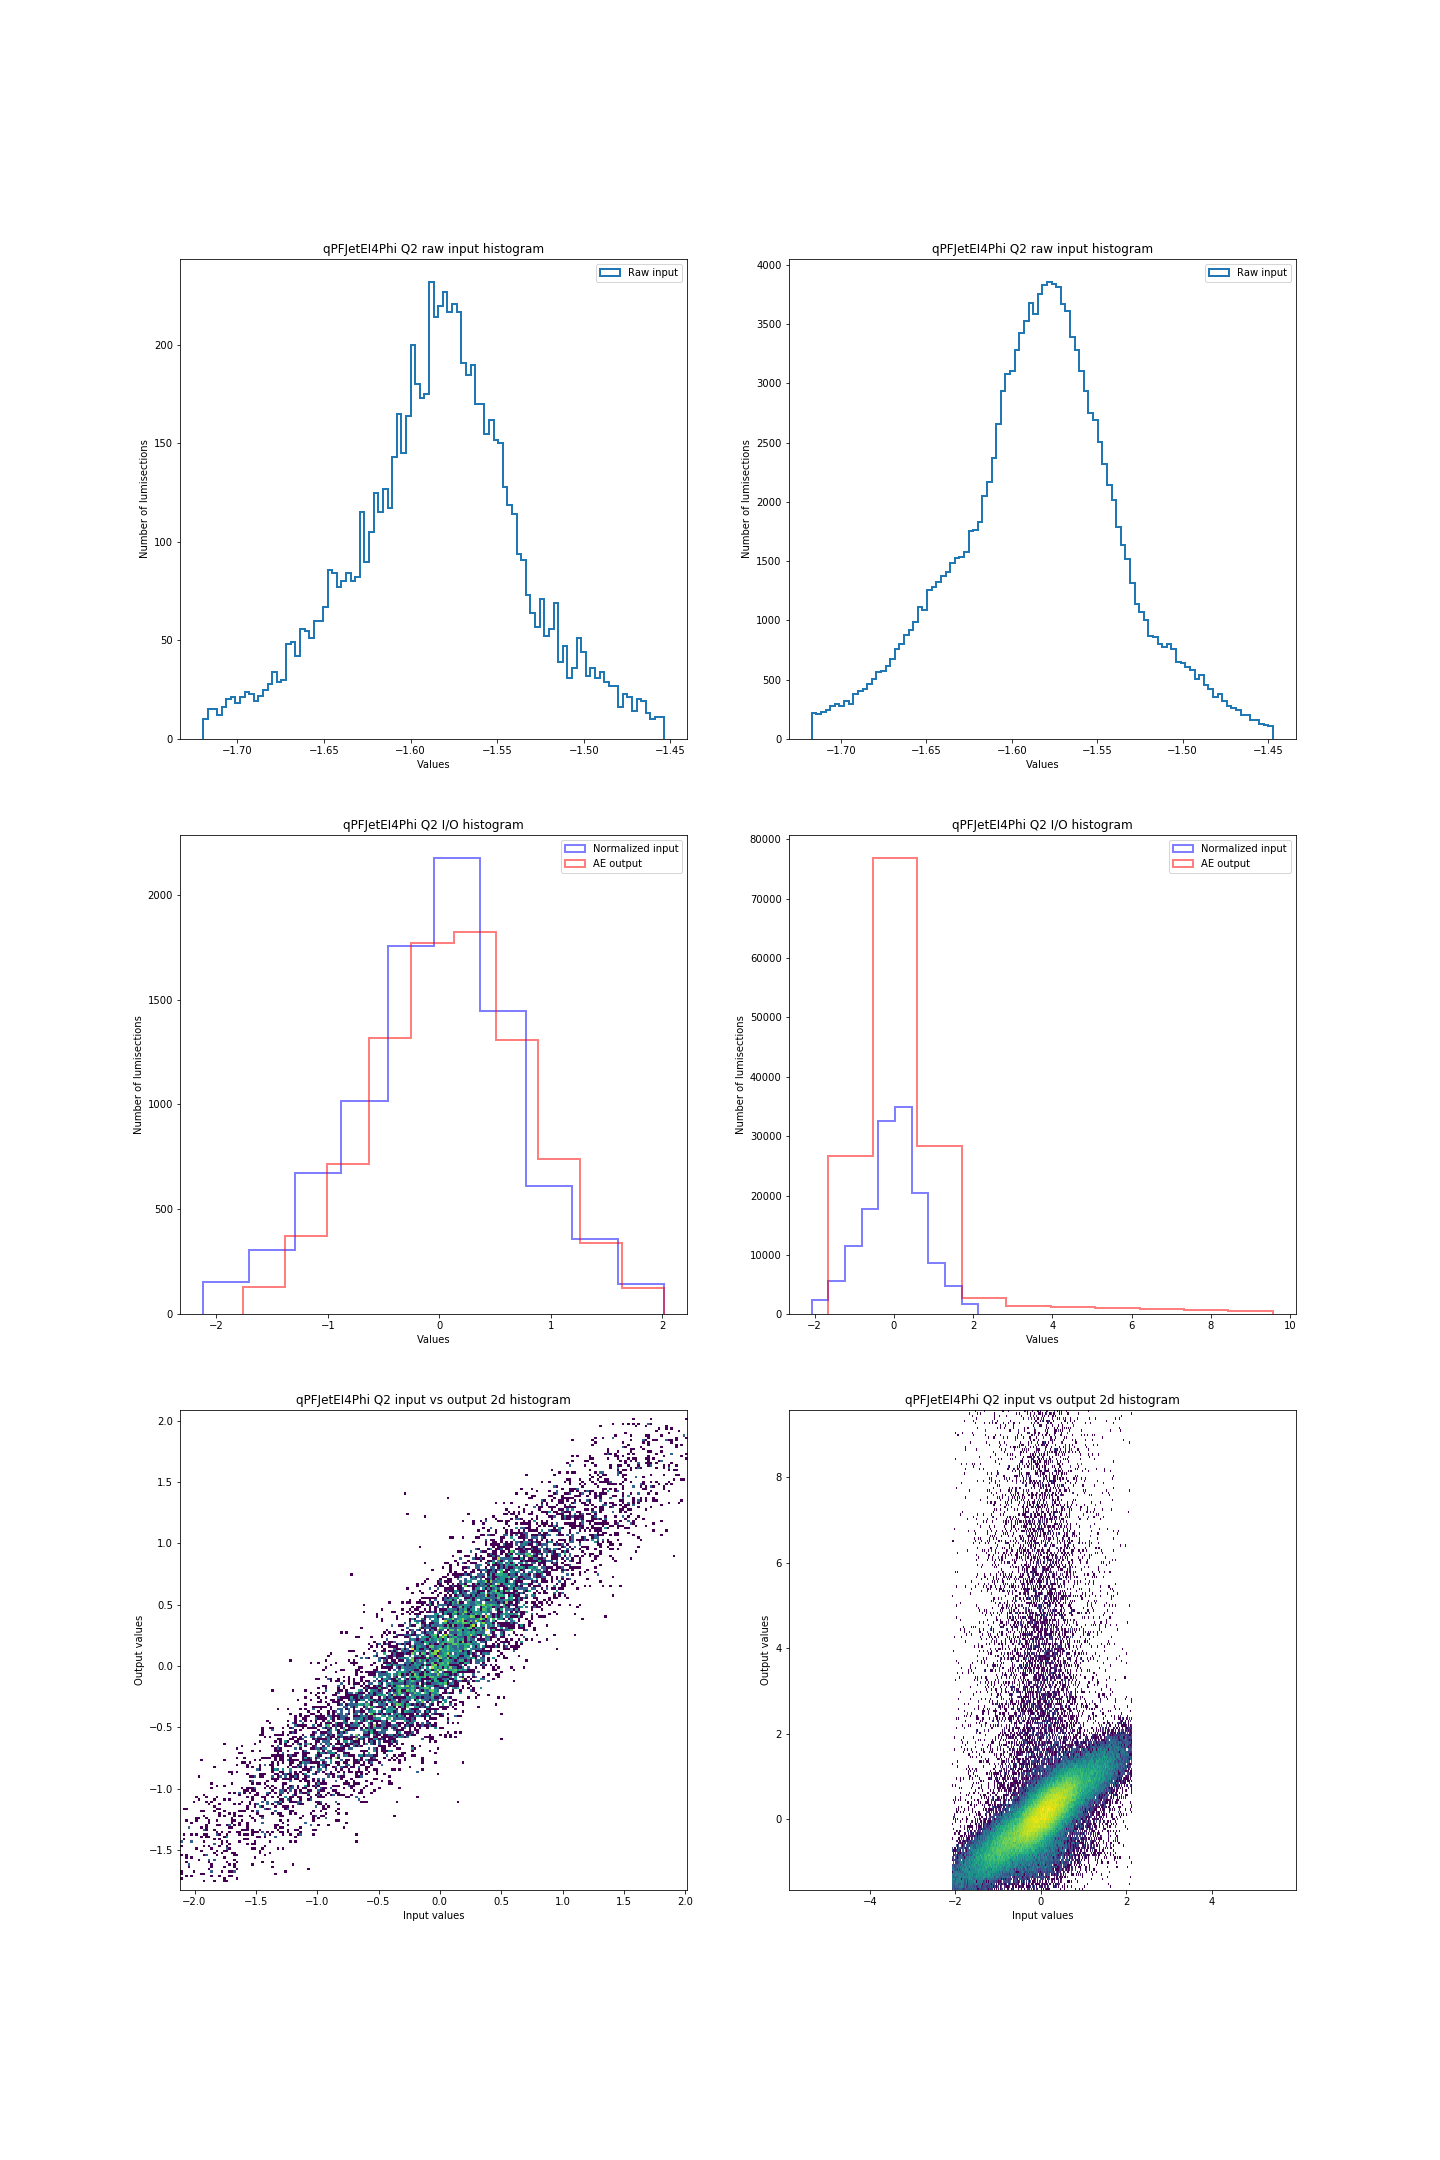 qPFJetEI4Phi Q2 raw input histogram
Raw input
Number of lumisections
200
150
100
50
0
−1.70 −1.65 −1.60 −1.55 −1.50 −1.45
Values
qPFJetEI4Phi Q2 raw input histogram
Raw input
Number of lumisections
4000
3500
3000
2500
2000
1500
1000
500
0
−1.70 −1.65 −1.60 −1.55 −1.50 −1.45
Values
qPFJetEI4Phi Q2 I/O histogram
Normalized input
AE output
Number of lumisections
2000
1500
1000
500
0
−2 −1 0 1 2
Values
qPFJetEI4Phi Q2 I/O histogram
Normalized input
AE output
Number of lumisections
80000
70000
60000
50000
40000
30000
20000
10000
0
−2 0 2 4 6 8 10
Values
qPFJetEI4Phi Q2 input vs output 2d histogram
Output values
2.0
1.5
1.0
0.5
0.0
−0.5
−1.0
−1.5
−2.0 −1.5 −1.0 −0.5 0.0 0.5 1.0 1.5 2.0
Input values
qPFJetEI4Phi Q2 input vs output 2d histogram
Output values
8
6
4
2
0
−4 −2 0 2 4
Input values